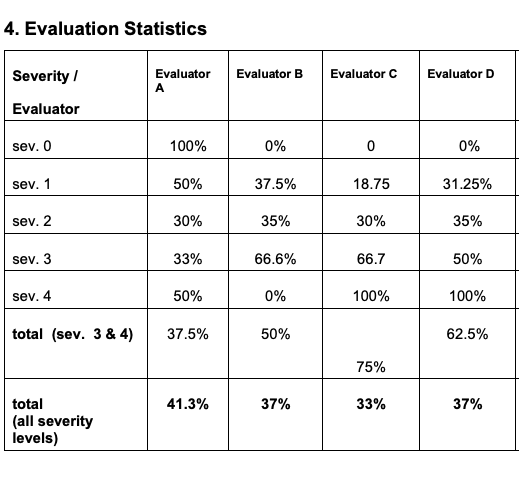 4. Evaluation Statistics
Severity / Evaluator Evaluator A Evaluator B Evaluator C Evaluator D
sev. 0 100% 0% 0 0%
sev. 1 50% 37.5% 18.75 31.25%
sev. 2 30% 35% 30% 35%
sev. 3 33% 66.6% 66.7 50%
sev. 4 50% 0% 100% 100%
total (sev. 3 & 4) 37.5% 50% 75% 62.5%
total (all severity levels) 41.3% 37% 33% 37%